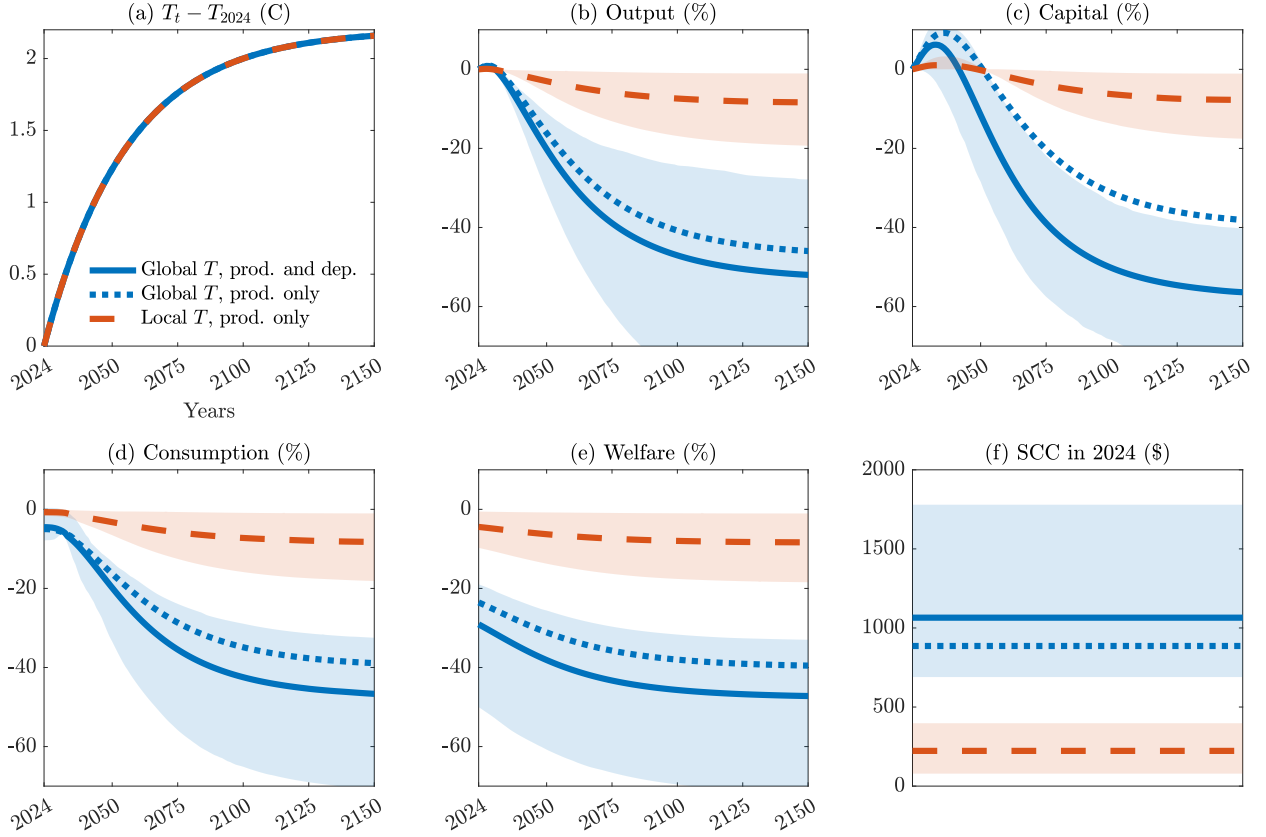 (a) T_t − T_2024 (C)
2
1.5
1
0.5
0
Global T, prod. and dep.
Global T, prod. only
Local T, prod. only
2024 2050 2075 2100 2125 2150
Years
(b) Output (%)
0
-20
-40
-60
2024 2050 2075 2100 2125 2150
(c) Capital (%)
0
-20
-40
-60
2024 2050 2075 2100 2125 2150
(d) Consumption (%)
0
-20
-40
-60
2024 2050 2075 2100 2125 2150
(e) Welfare (%)
0
-20
-40
-60
2024 2050 2075 2100 2125 2150
(f) SCC in 2024 ($)
2000
1500
1000
500
0